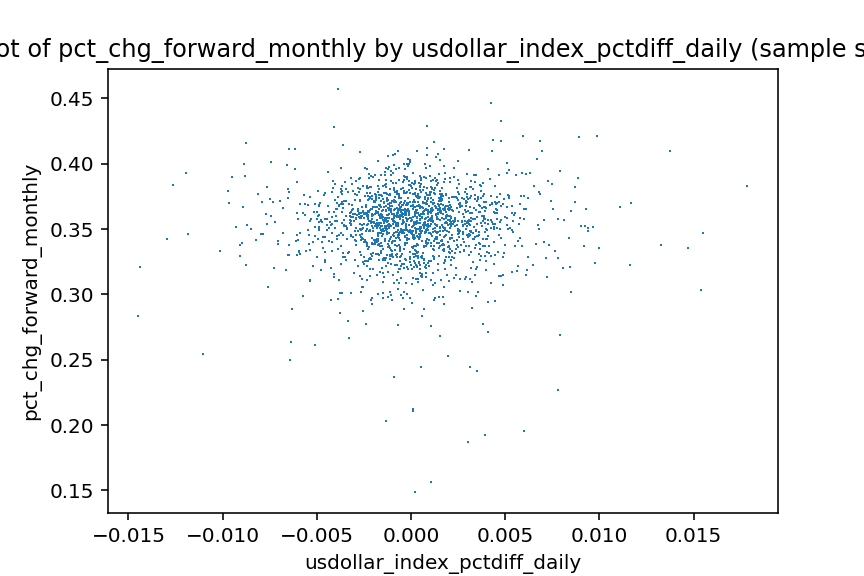 ot of pct_chg_forward_monthly by usdollar_index_pctdiff_daily (sample s
pct_chg_forward_monthly
0.45
0.40
0.35
0.30
0.25
0.20
0.15
−0.015 −0.010 −0.005 0.000 0.005 0.010 0.015
usdollar_index_pctdiff_daily